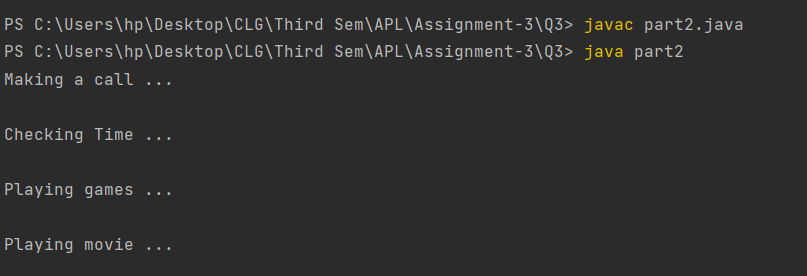 PS C:\Users\hp\Desktop\CLG\Third Sem\APL\Assignment-3\Q3> javac part2.java
PS C:\Users\hp\Desktop\CLG\Third Sem\APL\Assignment-3\Q3> java part2
Making a call ...
Checking Time ...
Playing games ...
Playing movie ...